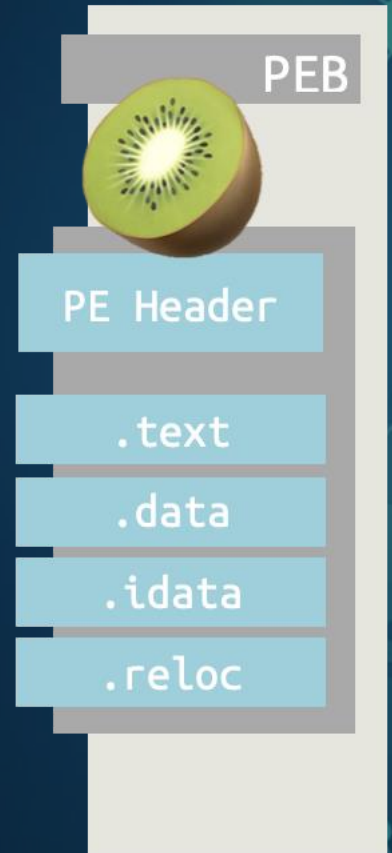 PEB
PE Header
.text
.data
.idata
.reloc